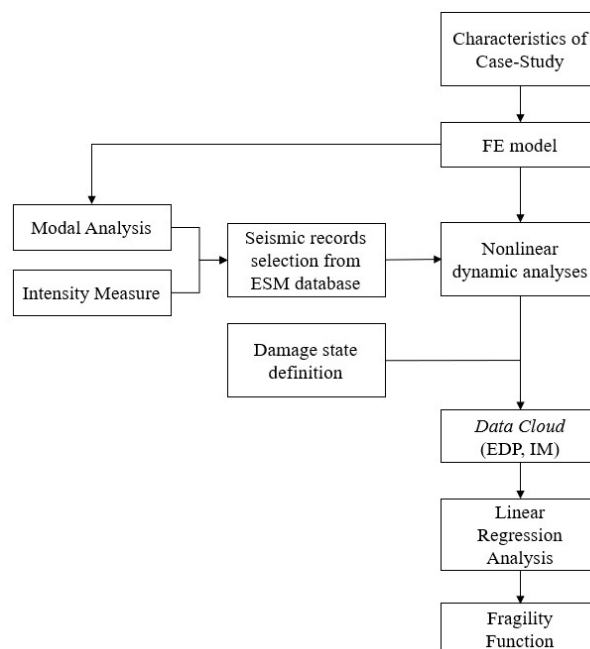 Characteristics of
Case-Study
FE model
Modal Analysis
Intensity Measure
Seismic records
selection from
ESM database
Nonlinear
dynamic analyses
Damage state
definition
Data Cloud
(EDP, IM)
Linear
Regression
Analysis
Fragility
Function